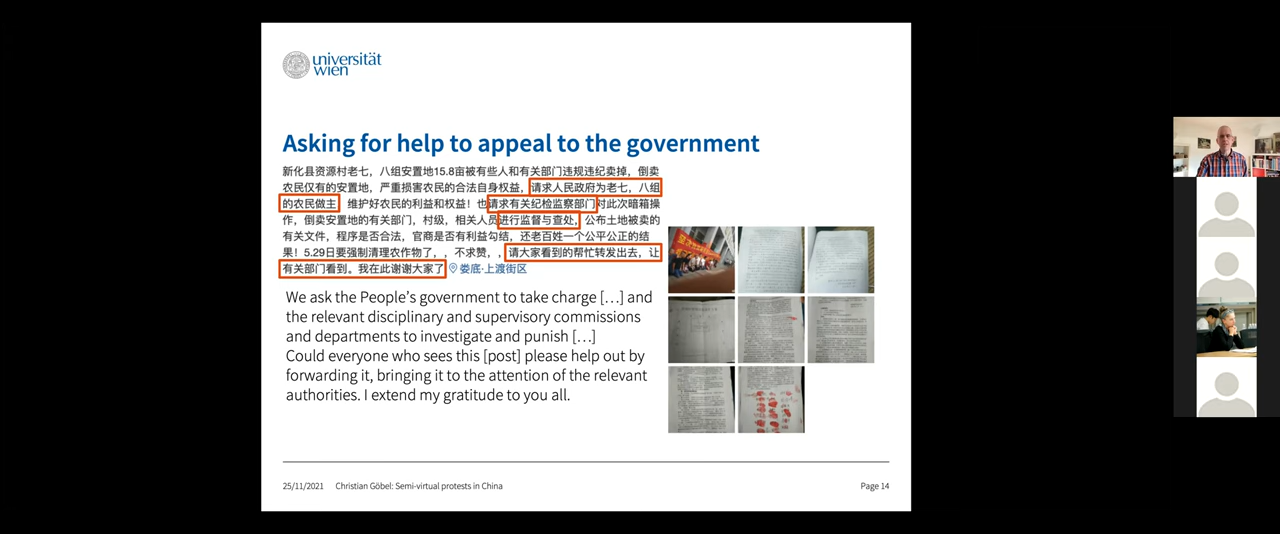 universität
wien
Asking for help to appeal to the government
新化县资源村老七，八组安置地15.8亩被有些人和有关部门违规违纪卖掉，倒卖
农民仅有的安置地，严重损害农民的合法自身权益，请求人民政府为老七，八组
的农民做主，维护好农民的利益和权益！也请求有关纪检监察部门对此次暗箱操
作，倒卖安置地的有关部门，村级，相关人员进行监督与查处，公布土地被卖的
有关文件，程序是否合法，官商是否有利益勾结，还老百姓一个公平公正的结
果！5.29日要强制清理农作物了，，不求赞，，请大家看到的帮忙转发出去，让
有关部门看到。我在此谢谢大家了 娄底·上渡街区
We ask the People’s government to take charge […] and
the relevant disciplinary and supervisory commissions
and departments to investigate and punish […]
Could everyone who sees this [post] please help out by
forwarding it, bringing it to the attention of the relevant
authorities. I extend my gratitude to you all.
25/11/2021 Christian Göbel: Semi-virtual protests in China Page 14